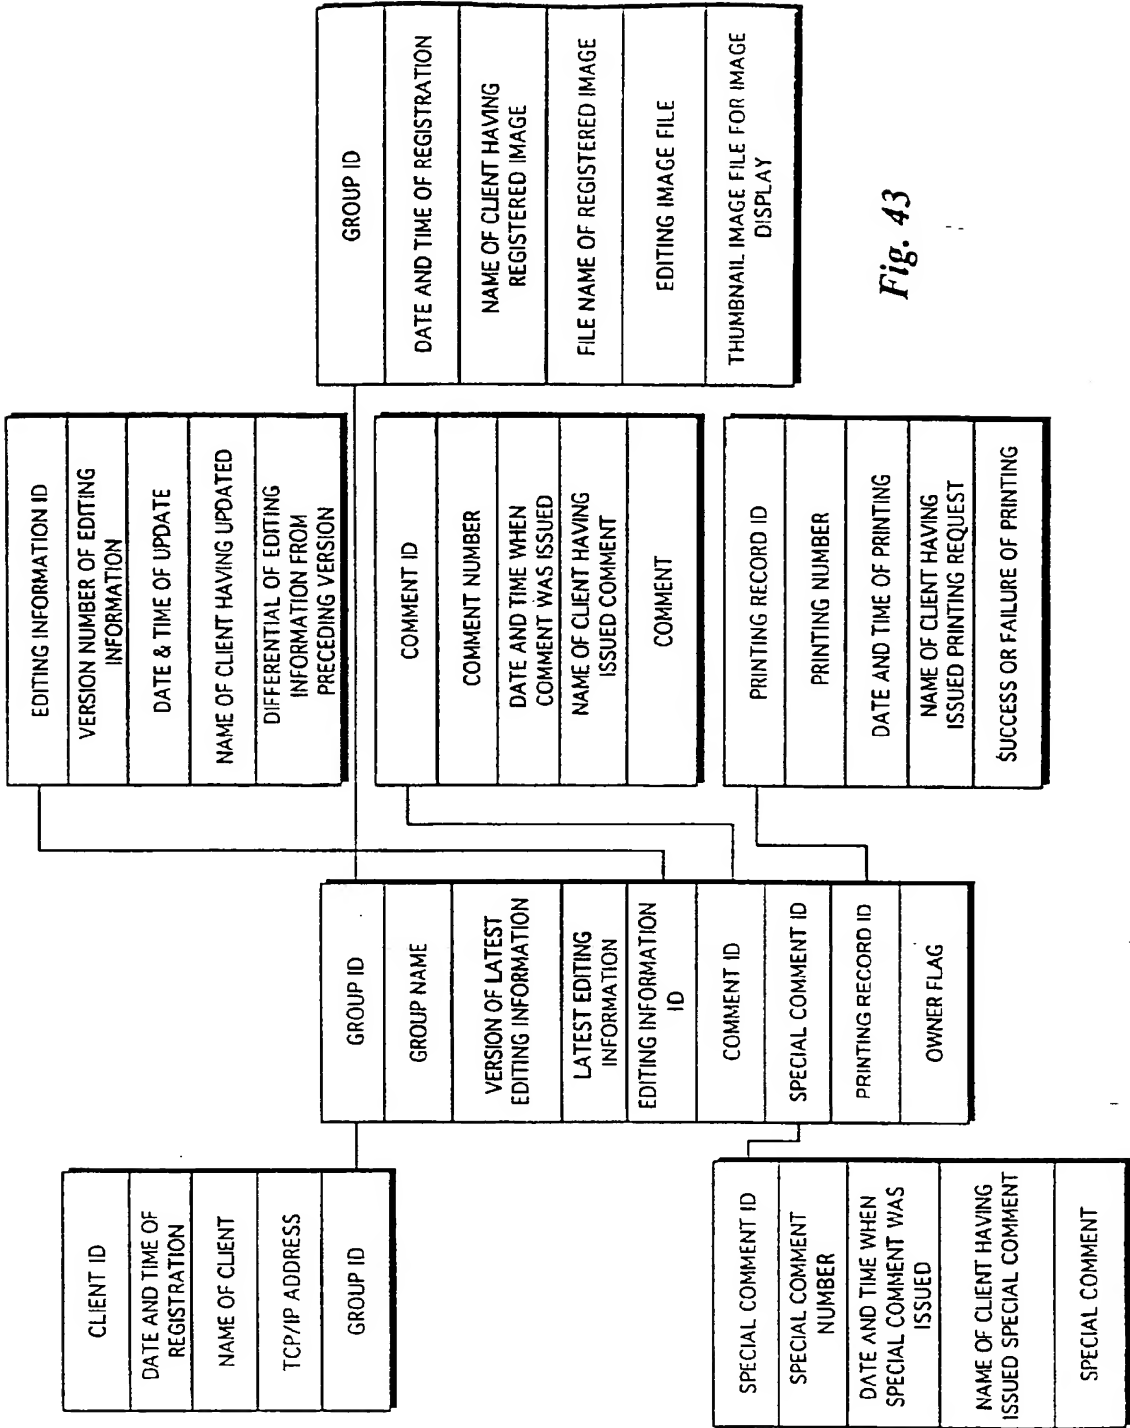 CLIENT ID
DATE AND TIME OF
REGISTRATION
NAME OF CLIENT
TCP/IP ADDRESS
GROUP ID
SPECIAL COMMENT ID
SPECIAL COMMENT
NUMBER
DATE AND TIME WHEN
SPECIAL COMMENT WAS
ISSUED
NAME OF CLIENT HAVING
ISSUED SPECIAL COMMENT
SPECIAL COMMENT
GROUP ID
GROUP NAME
VERSION OF LATEST
EDITING INFORMATION
LATEST EDITING
INFORMATION
EDITING INFORMATION
ID
COMMENT ID
SPECIAL COMMENT ID
PRINTING RECORD ID
OWNER FLAG
EDITING INFORMATION ID
VERSION NUMBER OF EDITING
INFORMATION
DATE & TIME OF UPDATE
NAME OF CLIENT HAVING UPDATED
DIFFERENTIAL OF EDITING
INFORMATION FROM
PRECEDING VERSION
COMMENT ID
COMMENT NUMBER
DATE AND TIME WHEN
COMMENT WAS ISSUED
NAME OF CLIENT HAVING
ISSUED COMMENT
COMMENT
PRINTING RECORD ID
PRINTING NUMBER
DATE AND TIME OF PRINTING
NAME OF CLIENT HAVING
ISSUED PRINTING REQUEST
SUCCESS OR FAILURE OF PRINTING
GROUP ID
DATE AND TIME OF REGISTRATION
NAME OF CLIENT HAVING
REGISTERED IMAGE
FILE NAME OF REGISTERED IMAGE
EDITING IMAGE FILE
THUMBNAIL IMAGE FILE FOR IMAGE
DISPLAY
Fig. 43